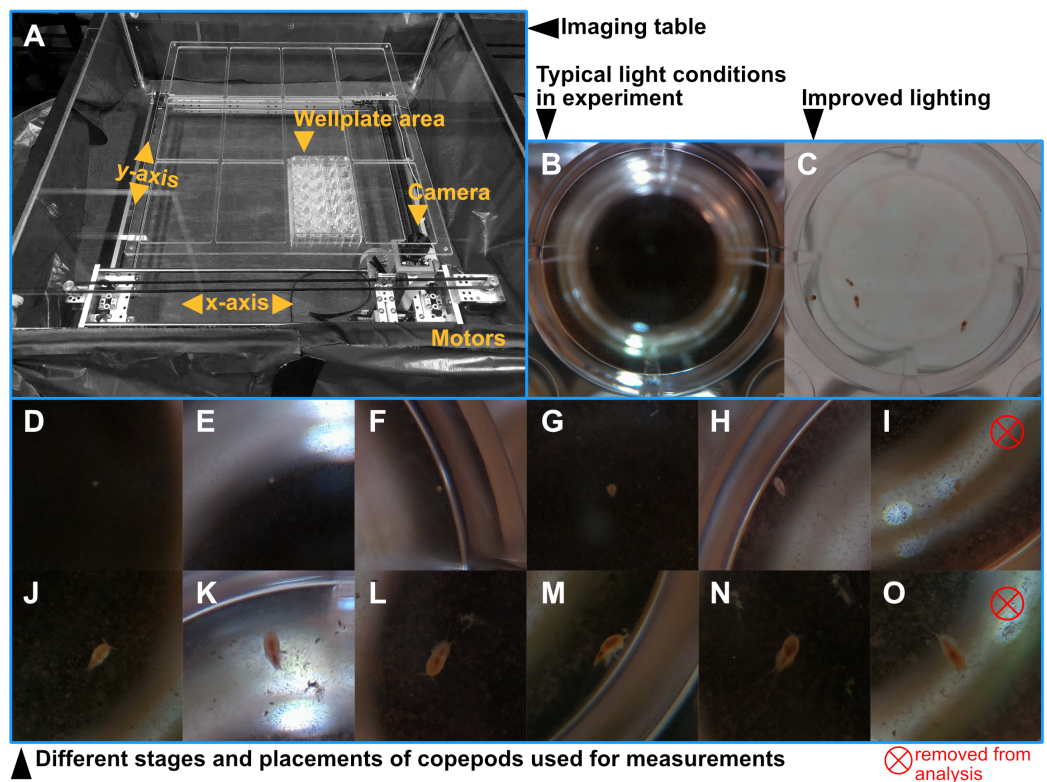 A
Imaging table
Typical light conditions
in experiment
Improved lighting
Wellplate area
y-axis
Camera
x-axis
Motors
B
C
D
E
F
G
H
I
J
K
L
M
N
O
Different stages and placements of copepods used for measurements
removed from
analysis